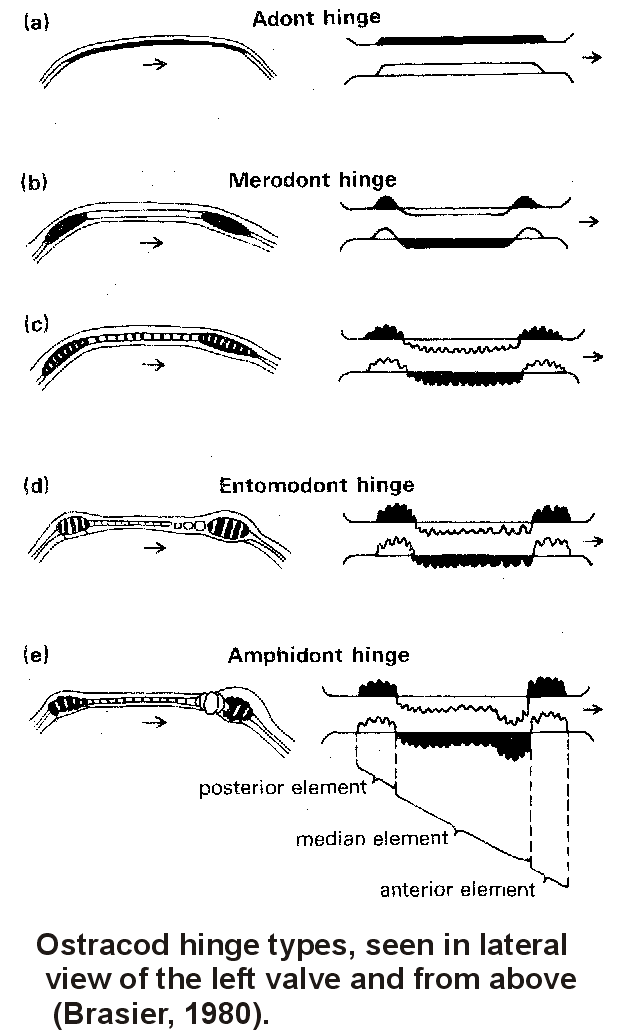 (a) Adont hinge
(b) Merodont hinge
(c)
(d) Entomodont hinge
(e) Amphidont hinge
posterior element
median element
anterior element
Ostracod hinge types, seen in lateral
view of the left valve and from above
(Brasier, 1980).